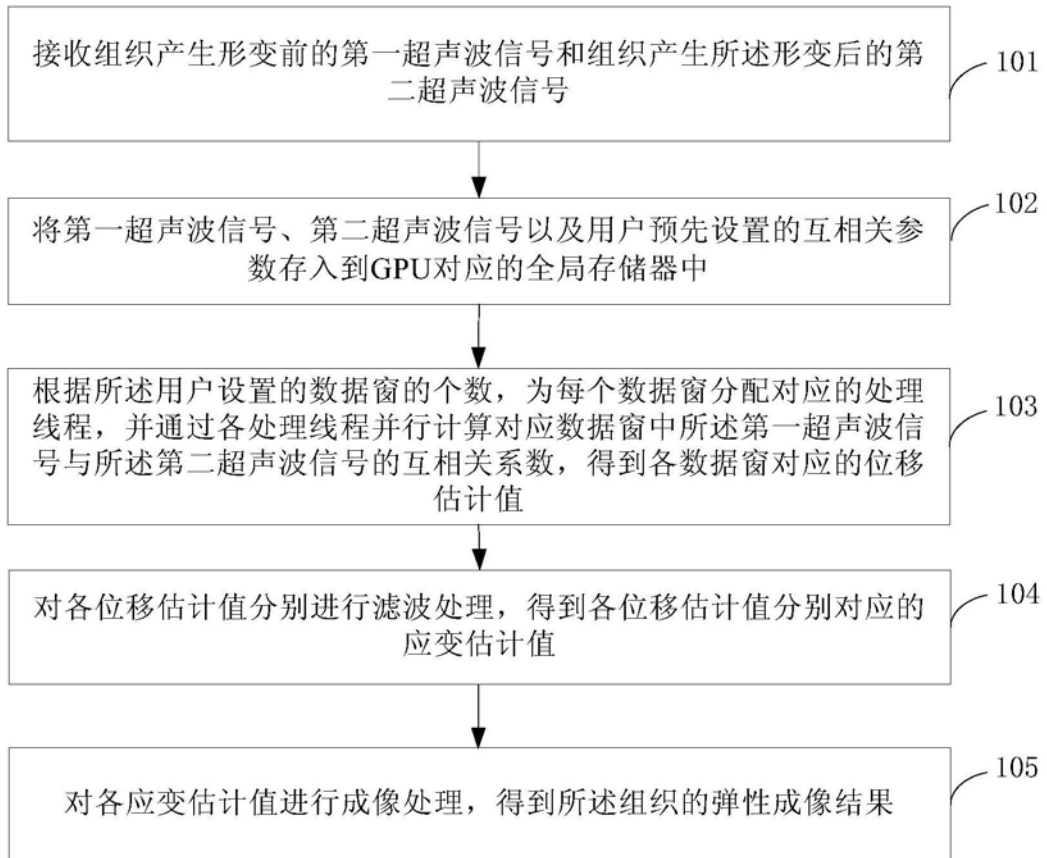 接收组织产生形变前的第一超声波信号和组织产生所述形变后的第
二超声波信号
101
将第一超声波信号、第二超声波信号以及用户预先设置的互相关参
数存入到GPU对应的全局存储器中
102
根据所述用户设置的数据窗的个数，为每个数据窗分配对应的处理
线程，并通过各处理线程并行计算对应数据窗中所述第一超声波信
号与所述第二超声波信号的互相关系数，得到各数据窗对应的位移
估计值
103
对各位移估计值分别进行滤波处理，得到各位移估计值分别对应的
应变估计值
104
对各应变估计值进行成像处理，得到所述组织的弹性成像结果
105